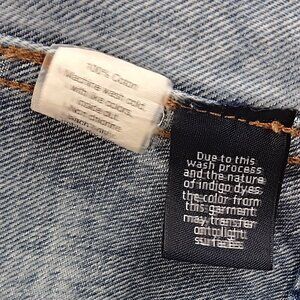 100% Cotton
Machine wash cold
with like colors.
Due to this
wash process
and the nature
of indigo dyes,
the color from
this garment
may transfer
onto light
surfaces